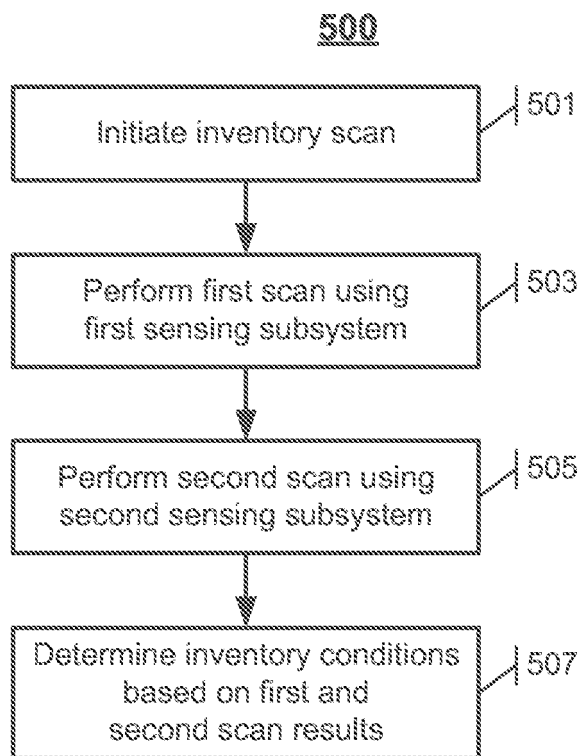 500
Initiate inventory scan
501
Perform first scan using
first sensing subsystem
503
Perform second scan using
second sensing subsystem
505
Determine inventory conditions
based on first and
second scan results
507